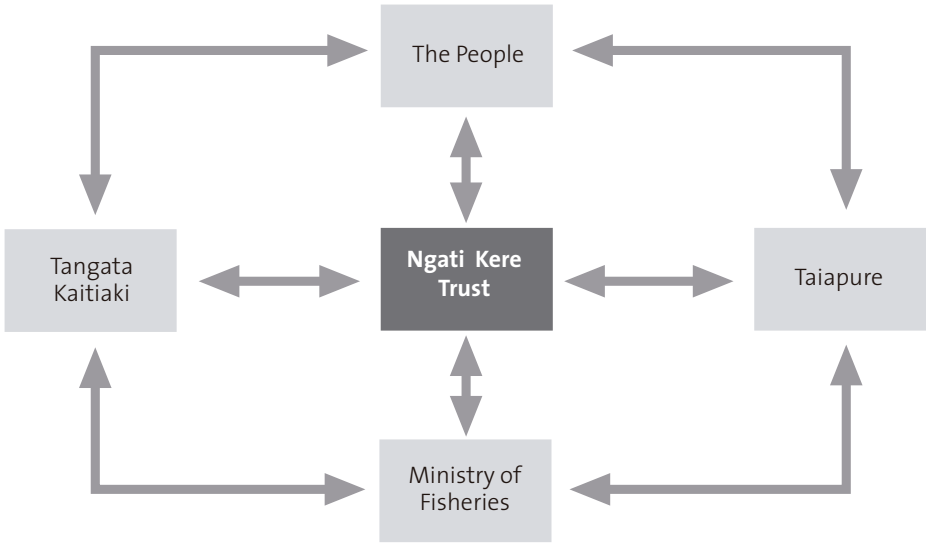 The People
Tangata
Kaitiaki
Ngati Kere
Trust
Taiapure
Ministry of
Fisheries